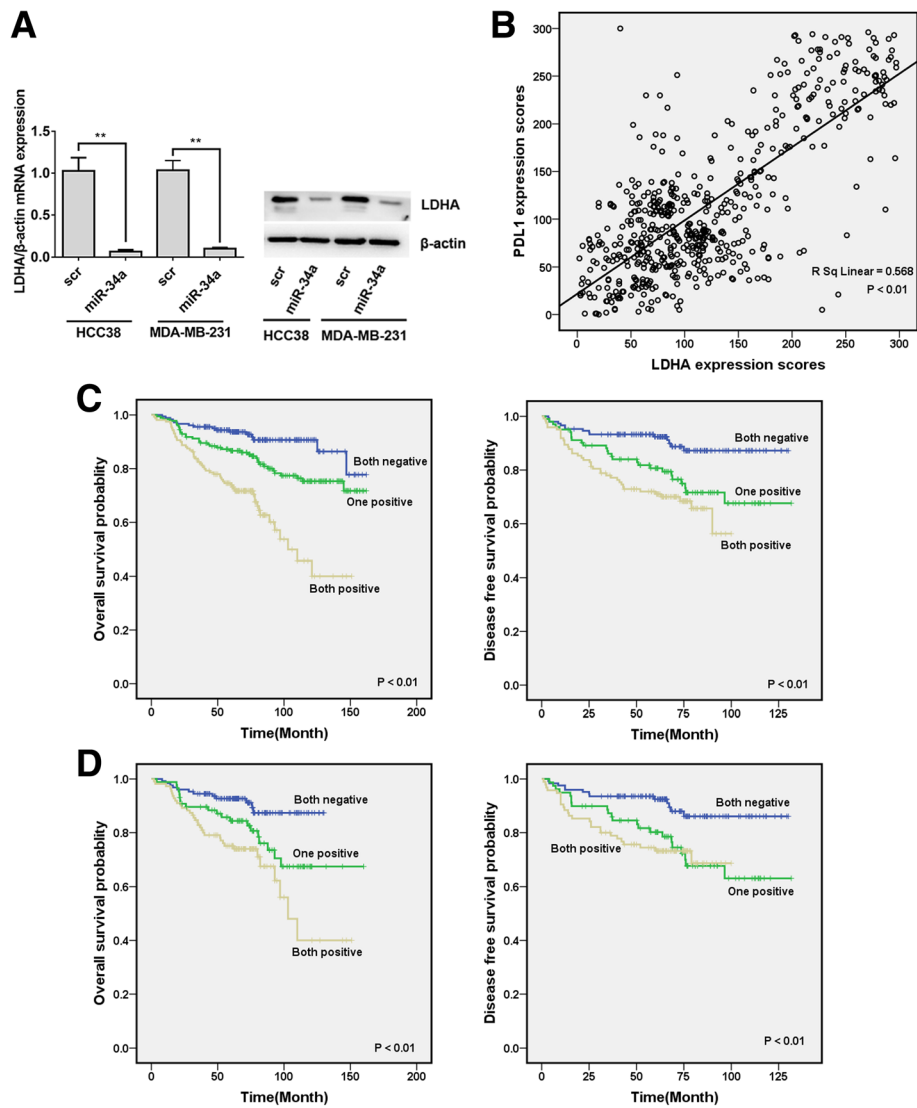 A
LDHA/β-actin mRNA expression
1.5
1.0
0.5
0.0
**
**
scr
miR-34a
scr
miR-34a
HCC38
MDA-MB-231
LDHA
β-actin
scr
miR-34a
scr
miR-34a
HCC38
MDA-MB-231
B
PDL1 expression scores
300
250
200
150
100
50
0
R Sq Linear = 0.568
P < 0.01
0 50 100 150 200 250 300
LDHA expression scores
C
Overall survival probablity
1.0
0.8
0.6
0.4
0.2
0.0
Both negative
One positive
Both positive
P < 0.01
0 50 100 150 200
Time(Month)
Disease free survival probablity
1.0
0.8
0.6
0.4
0.2
0.0
Both negative
One positive
Both positive
P < 0.01
0 25 50 75 100 125
Time(Month)
D
Overall survival probablity
1.0
0.8
0.6
0.4
0.2
0.0
Both negative
One positive
Both positive
P < 0.01
0 50 100 150 200
Time(Month)
Disease free survival probablity
1.0
0.8
0.6
0.4
0.2
0.0
Both negative
Both positive
One positive
P < 0.01
0 25 50 75 100 125
Time(Month)